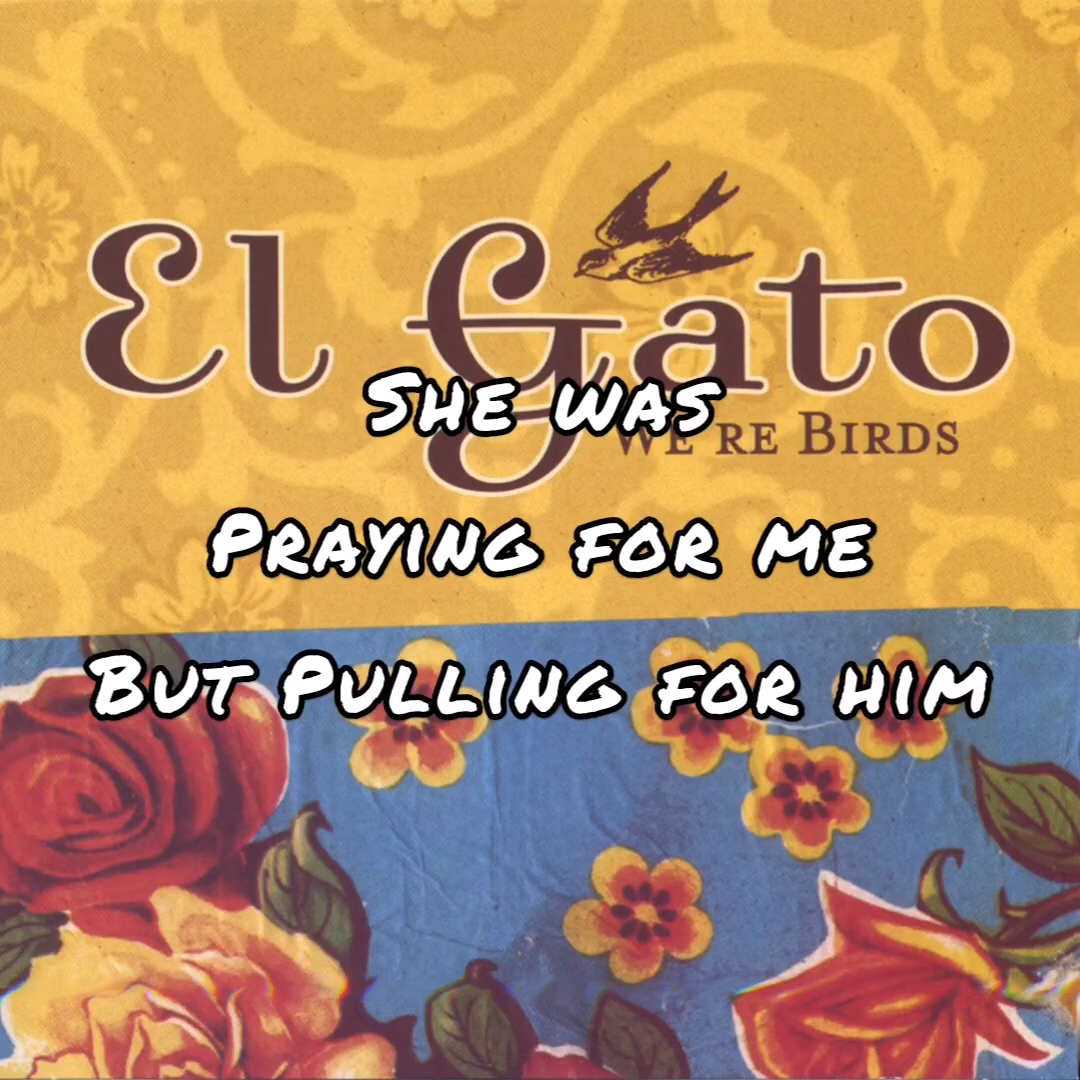 El Gato
We're Birds
She was
Praying for me
But Pulling for him